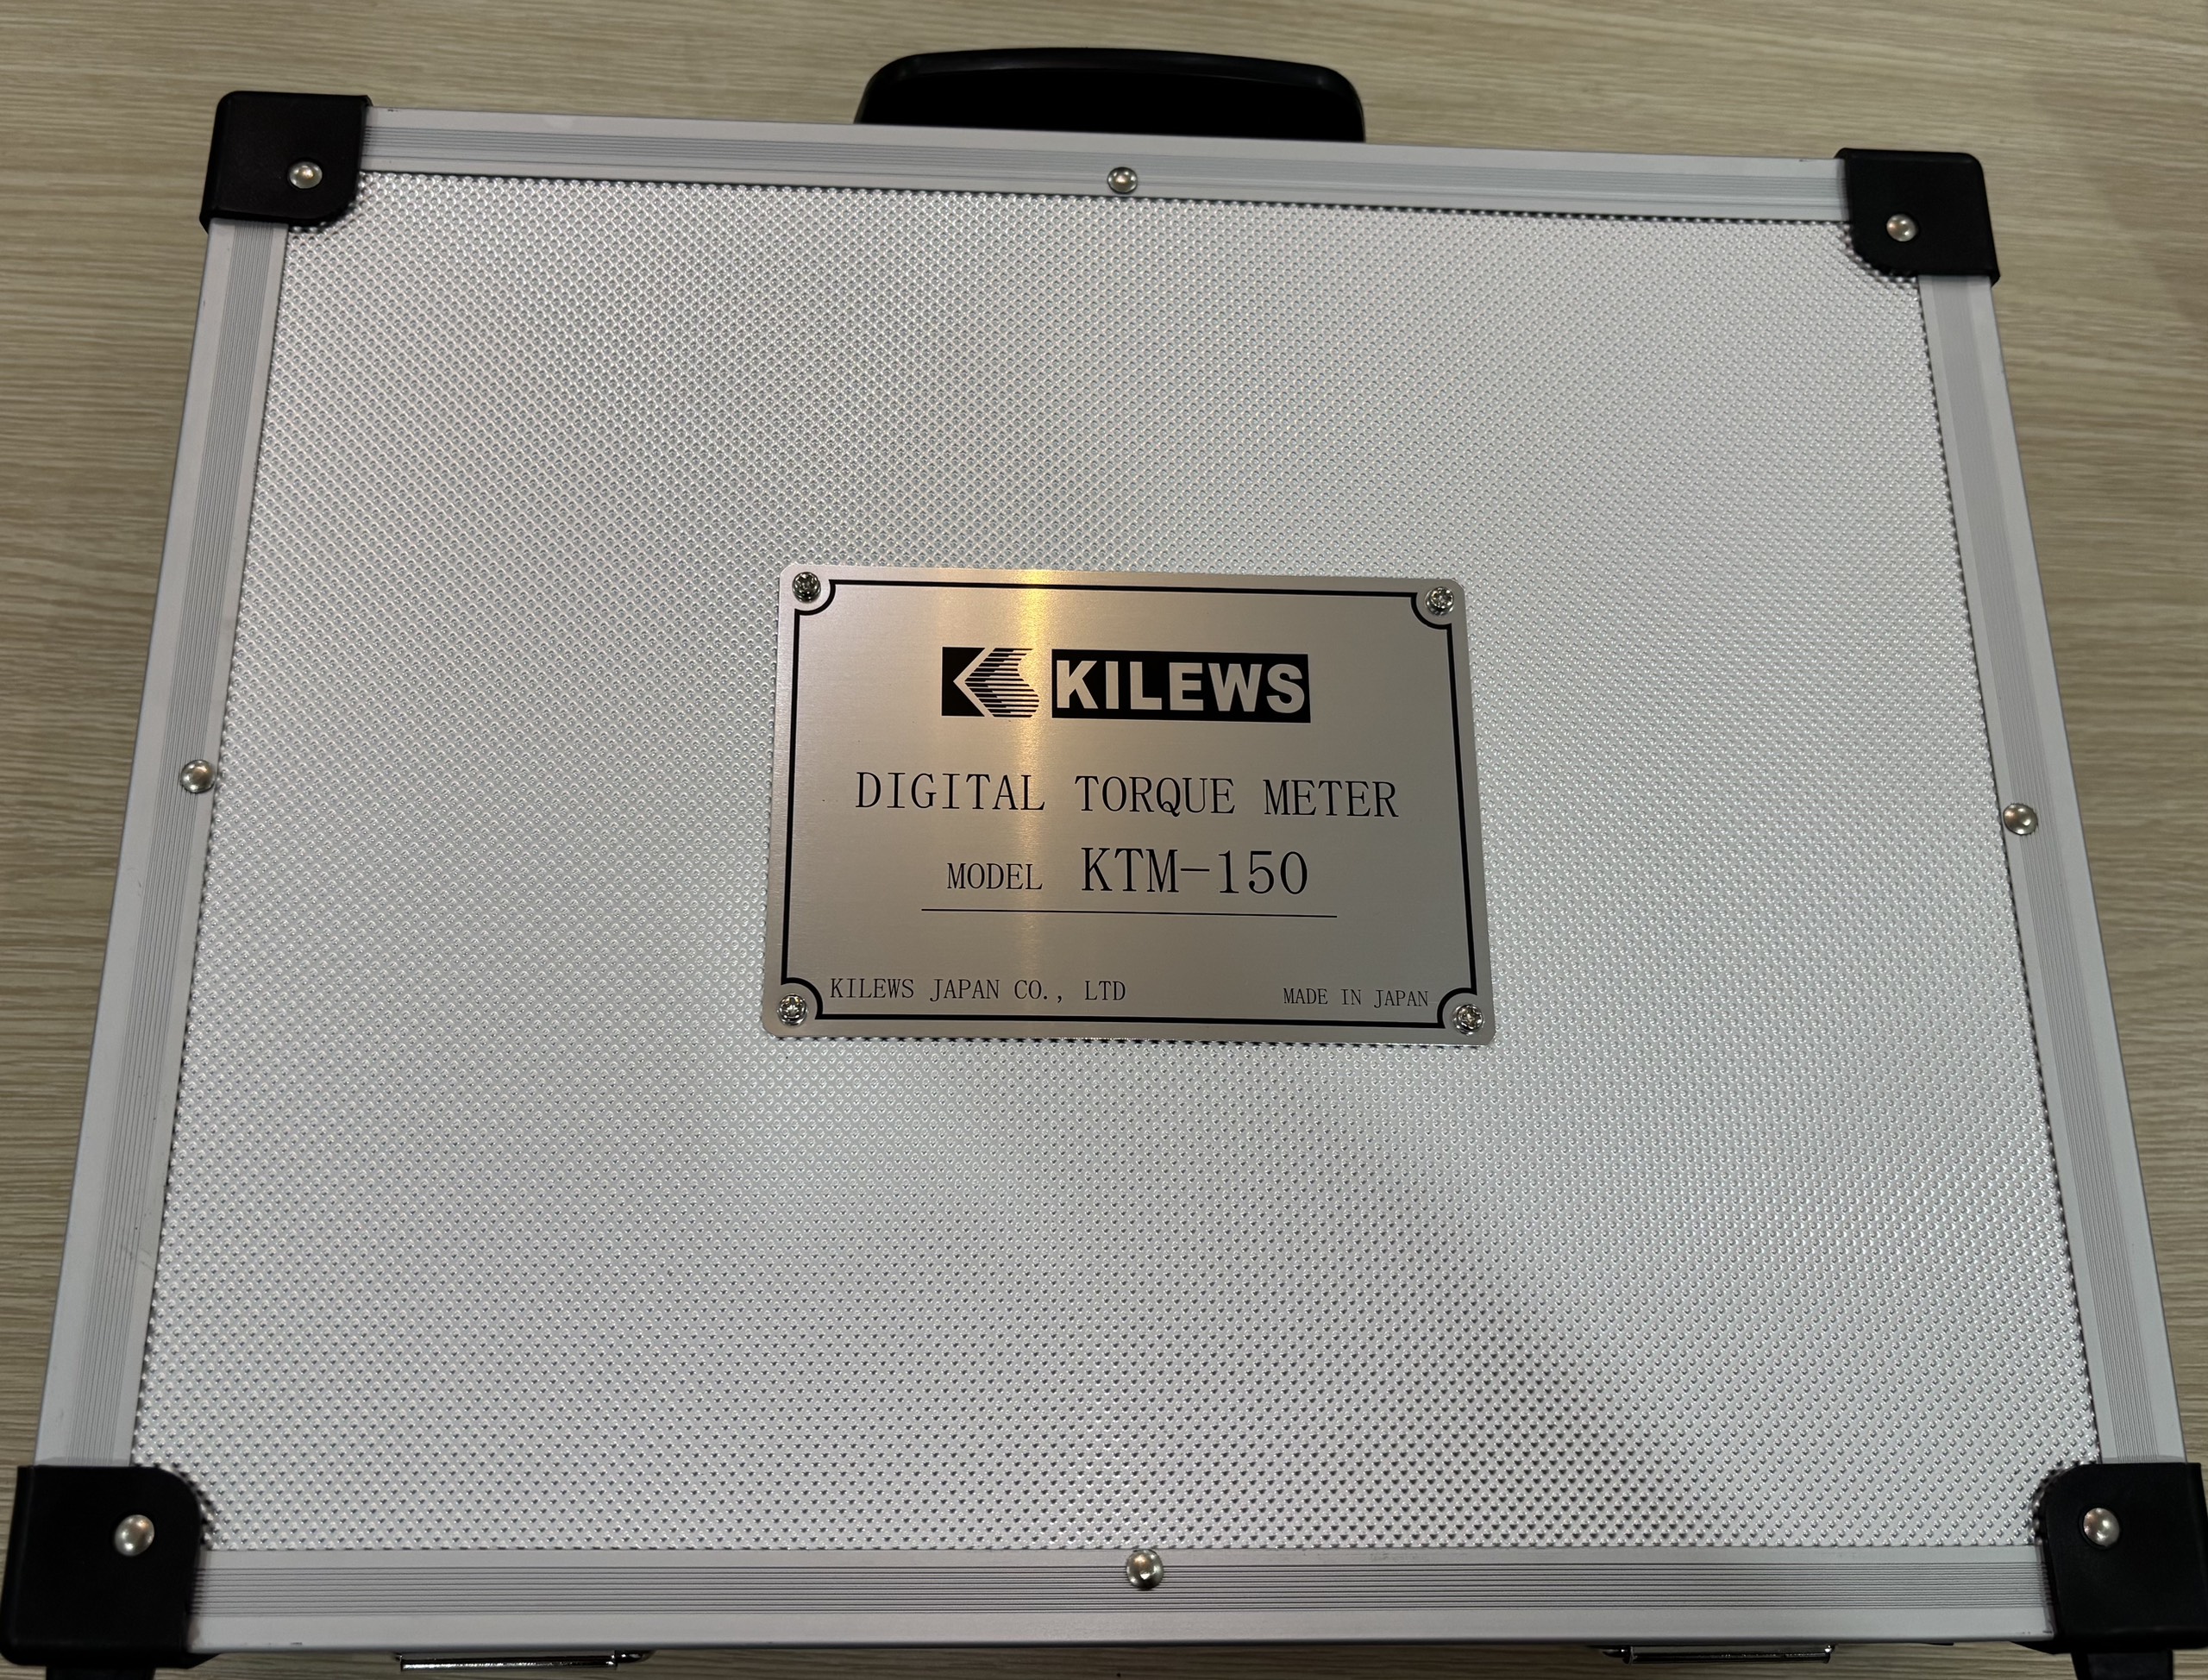 KILEWS
DIGITAL TORQUE METER
MODEL KTM-150
KILEWS JAPAN CO., LTD
MADE IN JAPAN